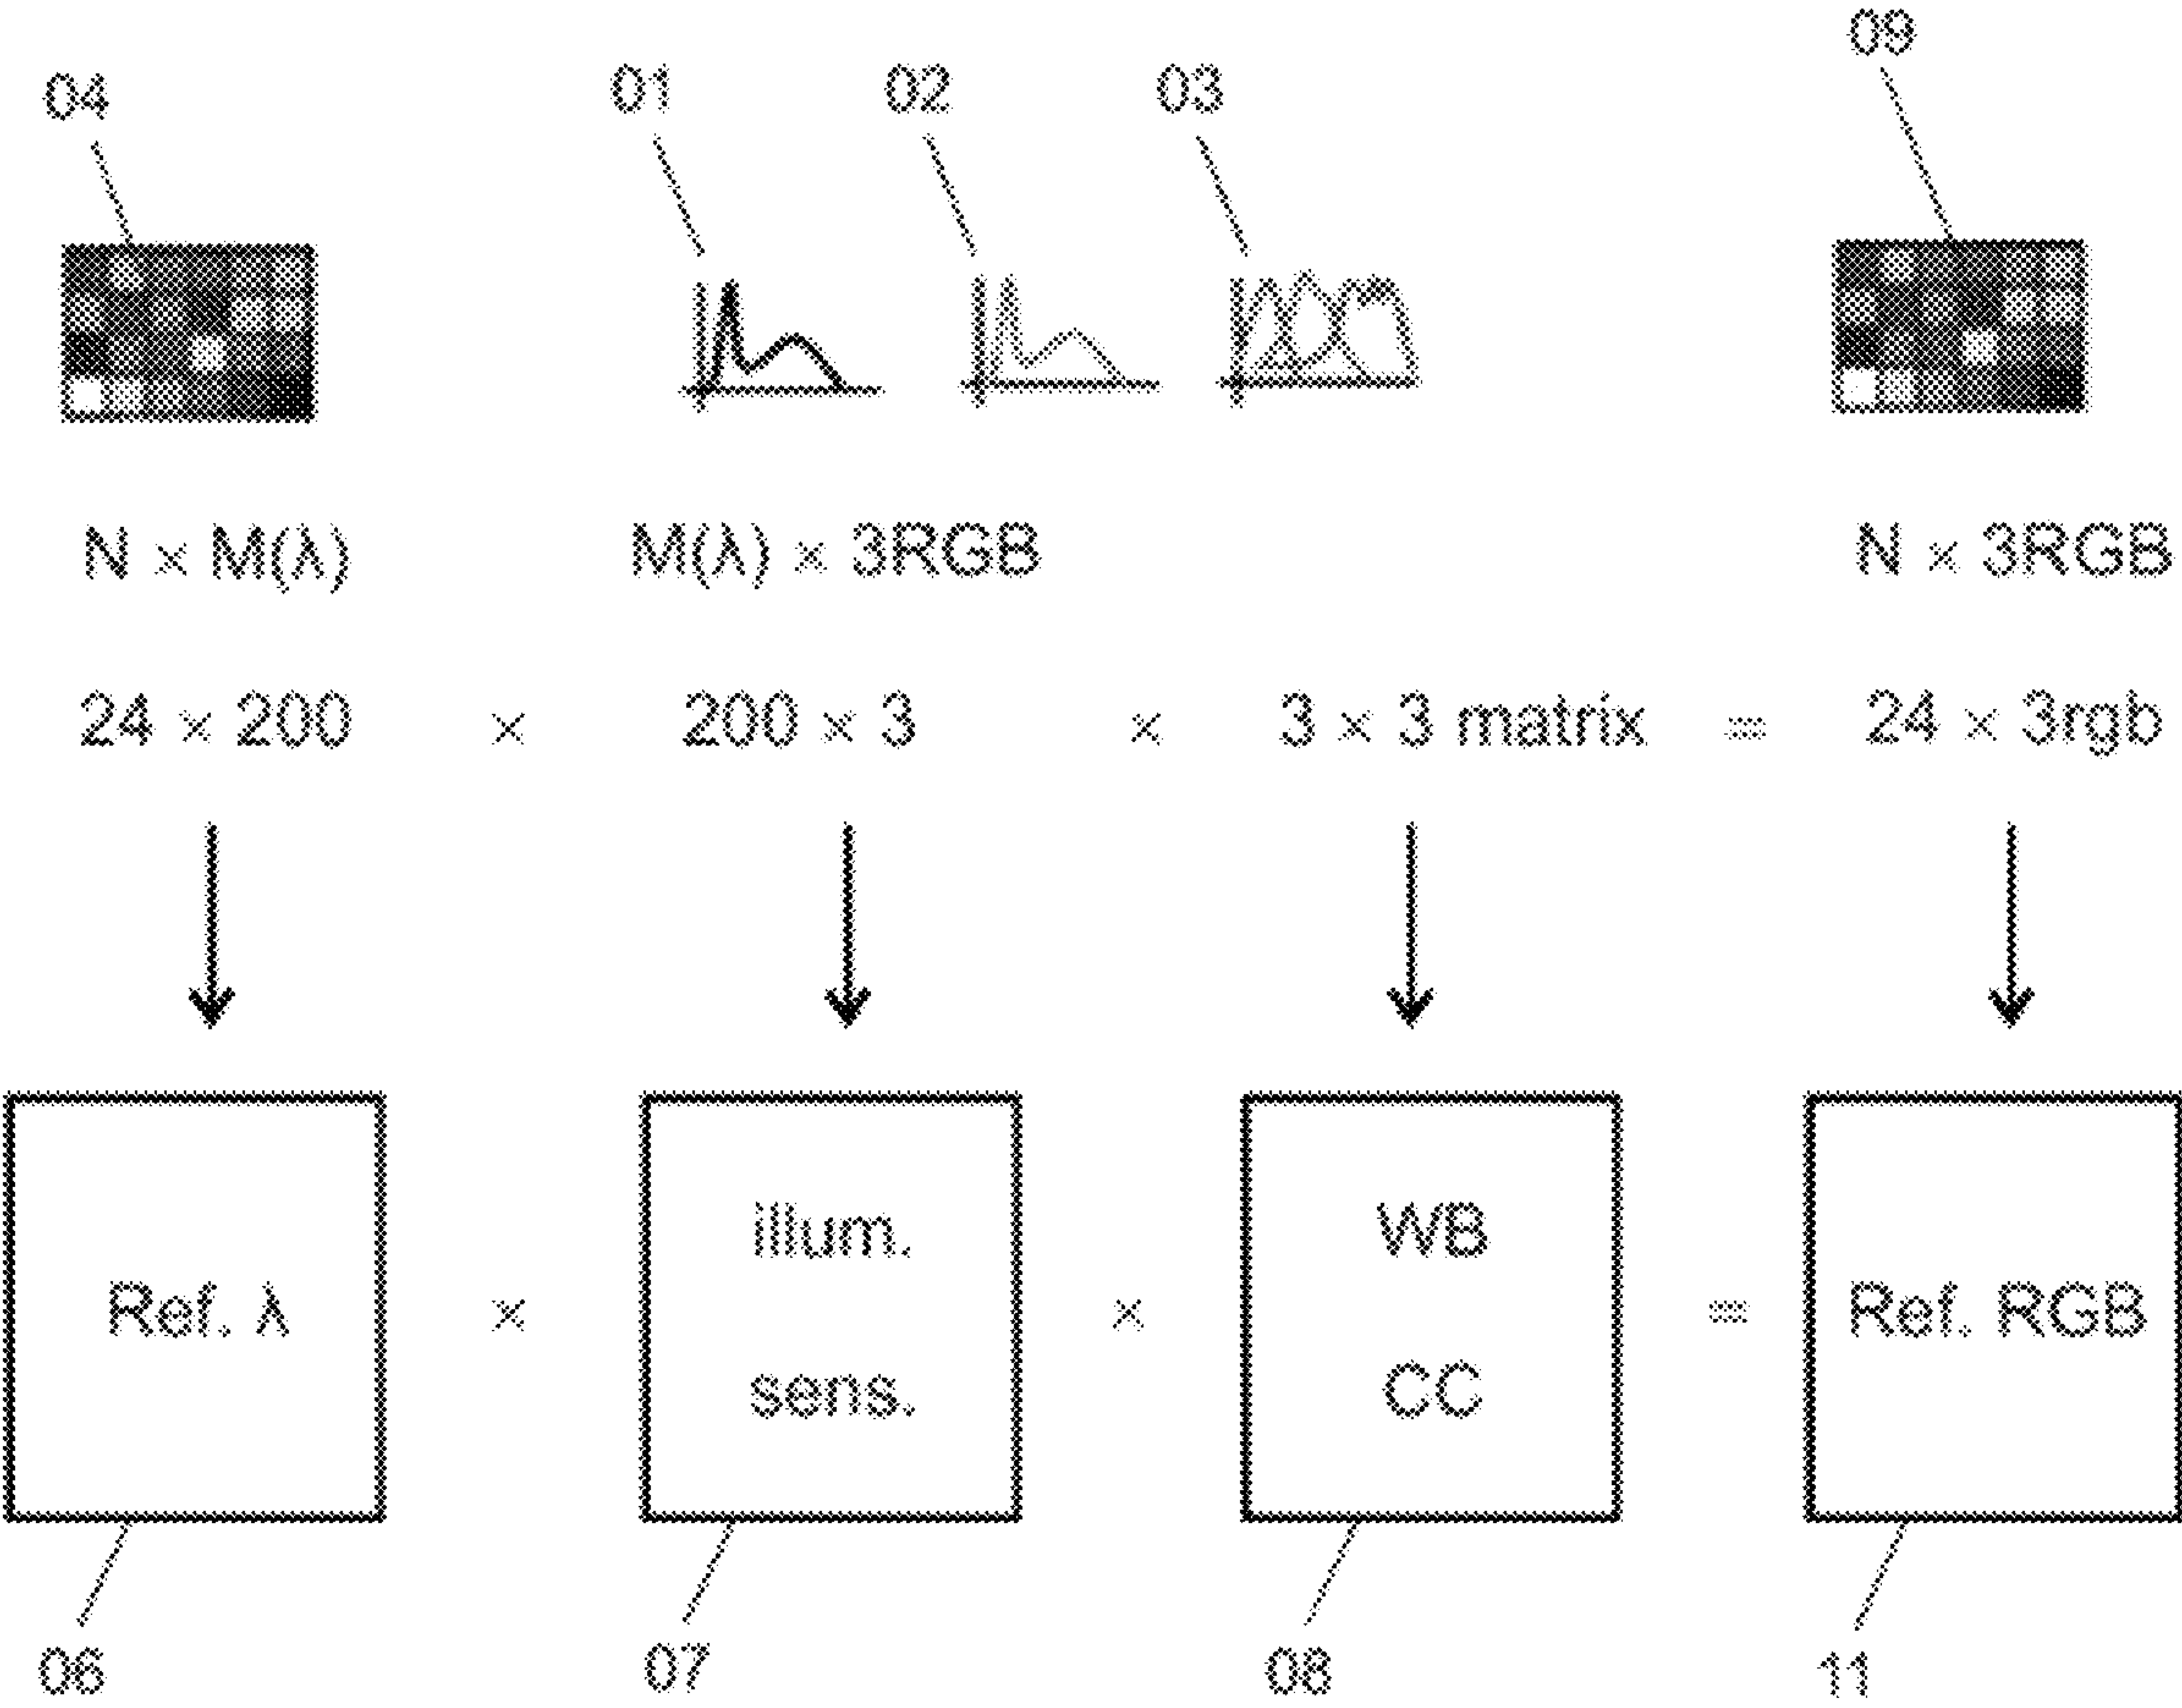 04 01 02 03 09
N × M(λ) M(λ) × 3RGB N × 3RGB
24 × 200 × 200 × 3 × 3 × 3 matrix = 24 × 3rgb
illum. WB
Ref. λ × × = Ref. RGB
sens. CC
06 07 08 11